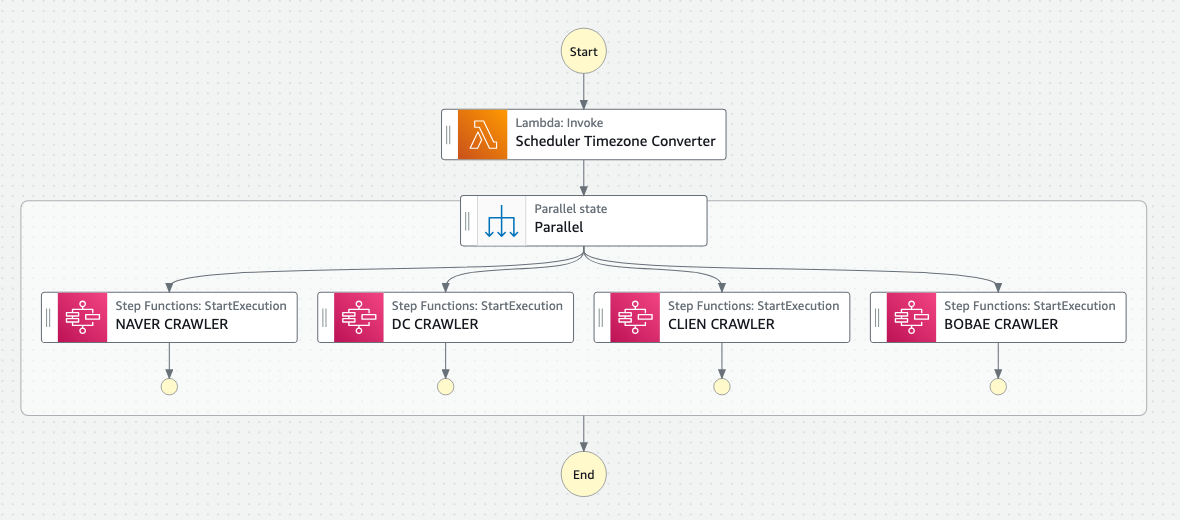 Start
Lambda: Invoke
Scheduler Timezone Converter
Parallel state
Parallel
Step Functions: StartExecution
NAVER CRAWLER
Step Functions: StartExecution
DC CRAWLER
Step Functions: StartExecution
CLIEN CRAWLER
Step Functions: StartExecution
BOBAE CRAWLER
End